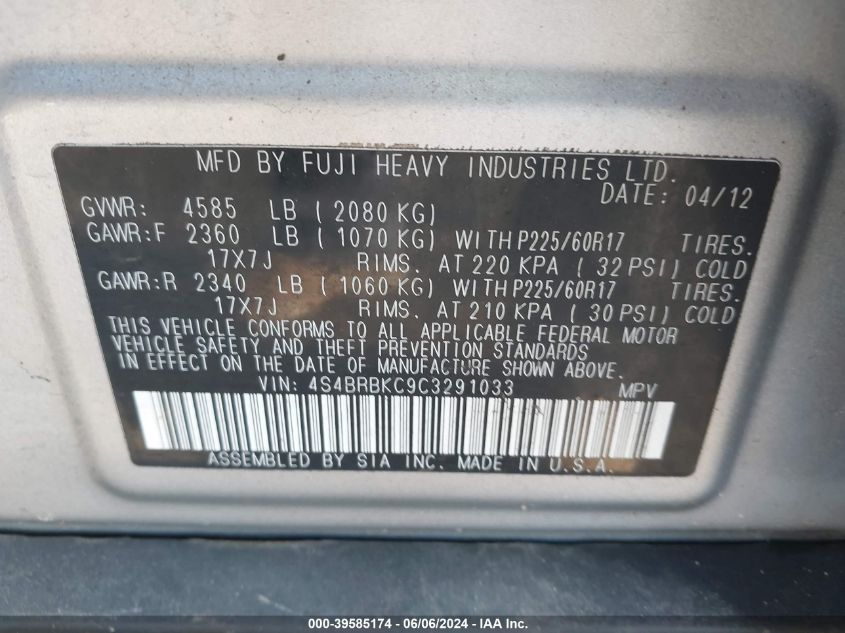 MFD BY FUJI HEAVY INDUSTRIES LTD.
DATE: 04/12
GVWR: 4585 LB ( 2080 KG)
GAWR:F 2360 LB ( 1070 KG) WITH P225/60R17 TIRES.
17X7J RIMS. AT 220 KPA ( 32 PSI) COLD
GAWR:R 2340 LB ( 1060 KG) WITH P225/60R17 TIRES.
17X7J RIMS. AT 210 KPA ( 30 PSI) COLD
THIS VEHICLE CONFORMS TO ALL APPLICABLE FEDERAL MOTOR
VEHICLE SAFETY AND THEFT PREVENTION STANDARDS
IN EFFECT ON THE DATE OF MANUFACTURE SHOWN ABOVE.
VIN: 4S4BRBKC9C3291033 MPV
ASSEMBLED BY SIA INC. MADE IN U.S.A.
000-39585174 - 06/06/2024 - IAA Inc.